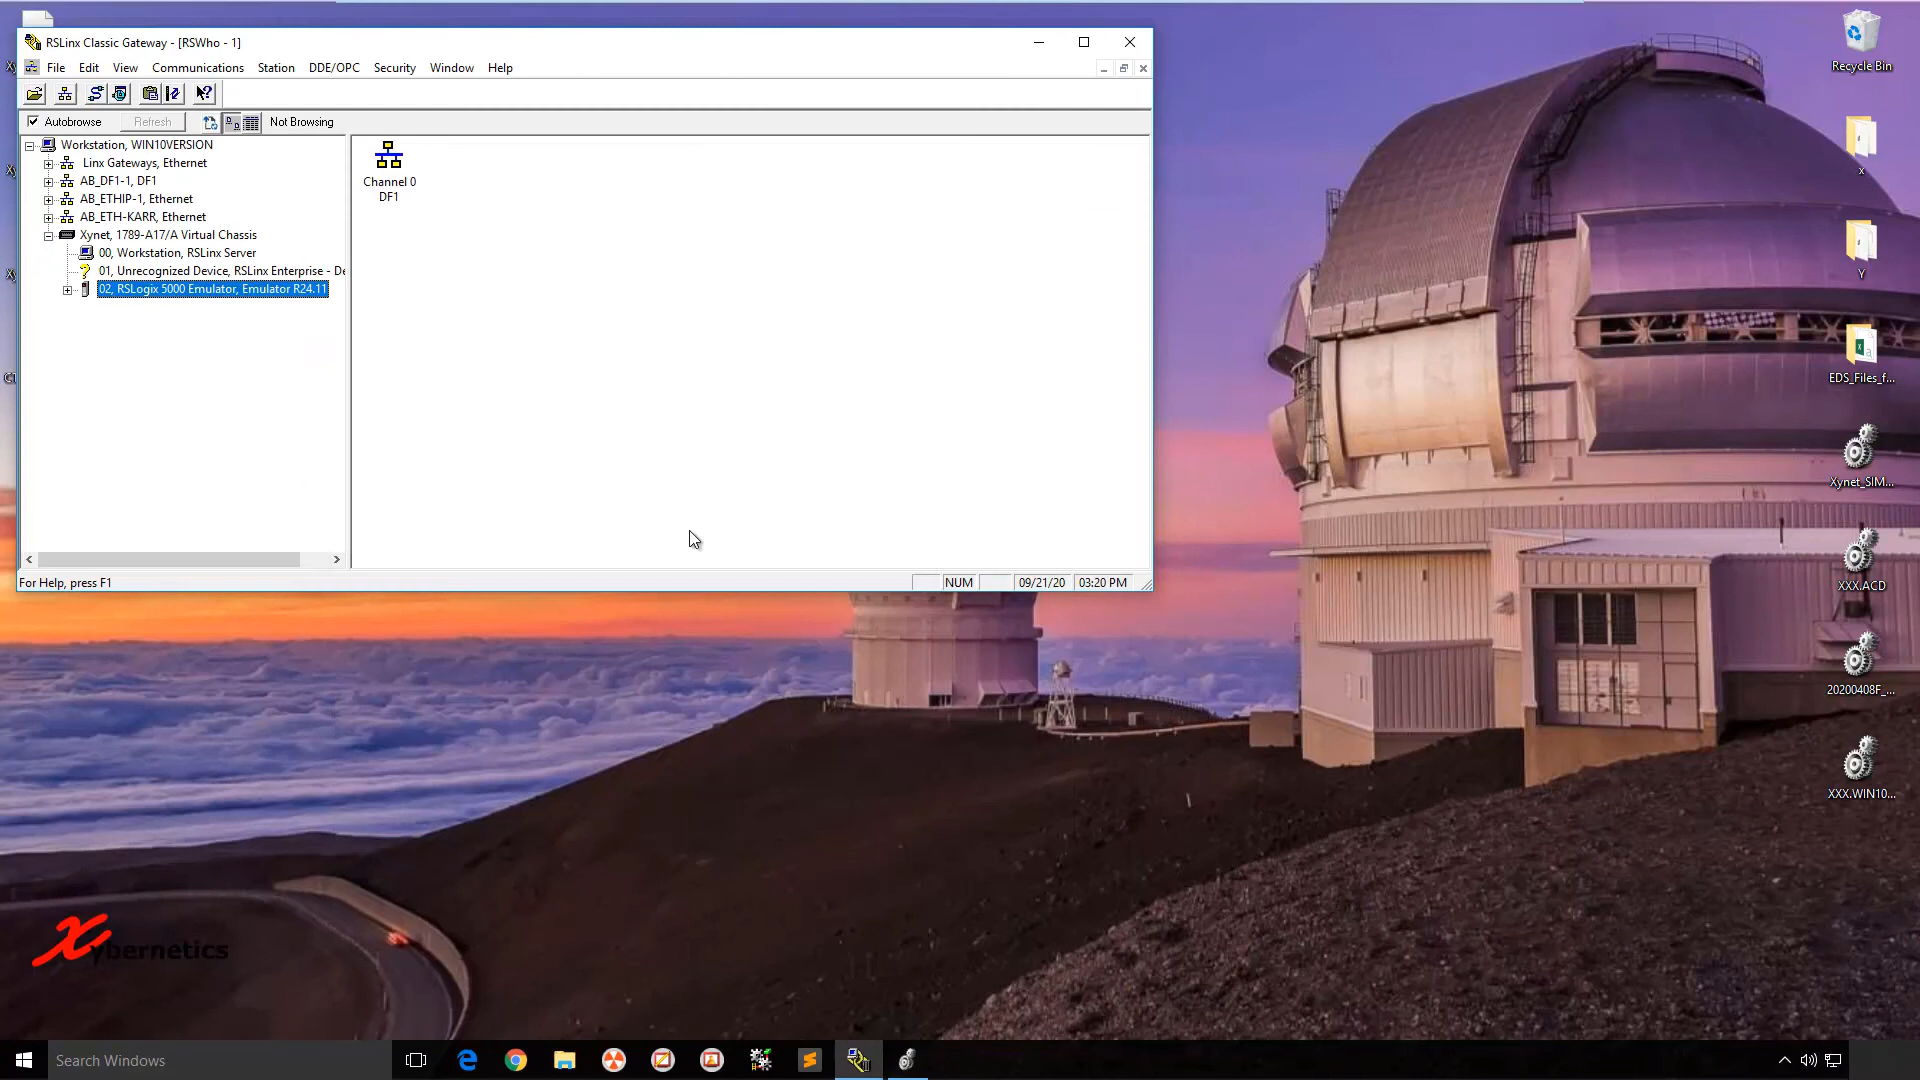 RSLinx Classic Gateway - [RSWho - 1]
File Edit View Communications Station DDE/OPC Security Window Help
Autobrowse Refresh Not Browsing
Workstation, WIN10VERSION
Linx Gateways, Ethernet
AB_DF1-1, DF1
AB_ETHIP-1, Ethernet
AB_ETH-KARR, Ethernet
Xynet, 1789-A17/A Virtual Chassis
00, Workstation, RSLinx Server
01, Unrecognized Device, RSLinx Enterprise - De
02, RSLogix 5000 Emulator, Emulator R24.11
Channel 0
DF1
For Help, press F1
NUM 09/21/20 03:20 PM
Recycle Bin
x
Y
EDS_Files_f...
Xynet_SIM...
XXX.ACD
20200408F_...
XXX.WIN10...
Xybernetics
Search Windows